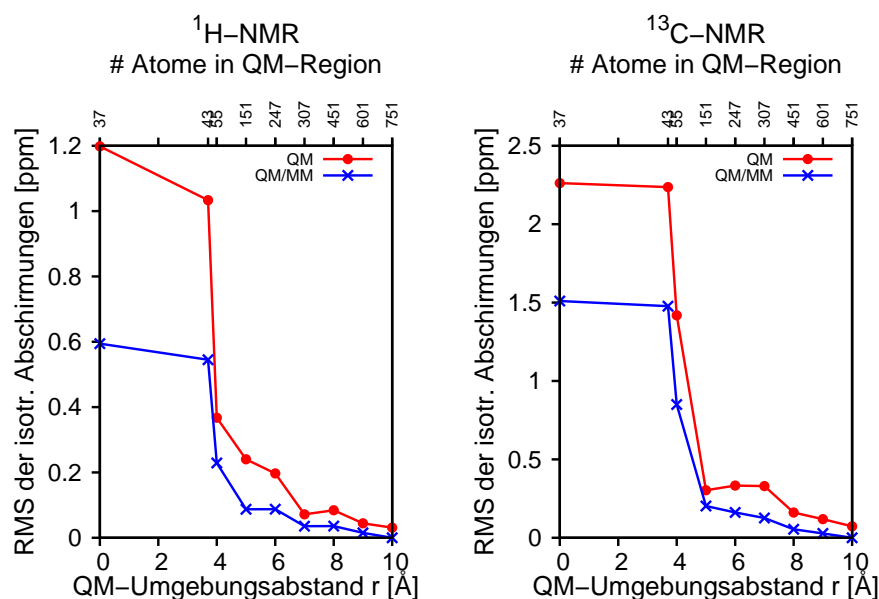 ¹H−NMR
# Atome in QM−Region
37 43 55 151 247 307 451 601 751
RMS der isotr. Abschirmungen [ppm]
1.2
1
0.8
0.6
0.4
0.2
0
QM
QM/MM
0 2 4 6 8 10
QM−Umgebungsabstand r [Å]
¹³C−NMR
# Atome in QM−Region
37 43 55 151 247 307 451 601 751
RMS der isotr. Abschirmungen [ppm]
2.5
2
1.5
1
0.5
0
QM
QM/MM
0 2 4 6 8 10
QM−Umgebungsabstand r [Å]